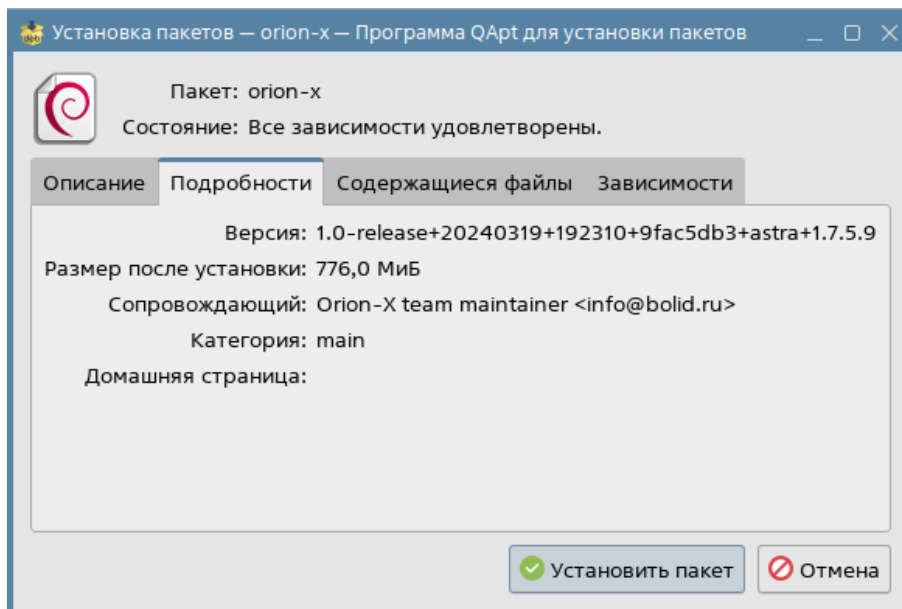 Установка пакетов — orion-x — Программа QApt для установки пакетов
Пакет: orion-x
Состояние: Все зависимости удовлетворены.
Описание Подробности Содержащиеся файлы Зависимости
Версия: 1.0-release+20240319+192310+9fac5db3+astra+1.7.5.9
Размер после установки: 776,0 МиБ
Сопровождающий: Orion-X team maintainer <info@bolid.ru>
Категория: main
Домашняя страница:
Установить пакет Отмена